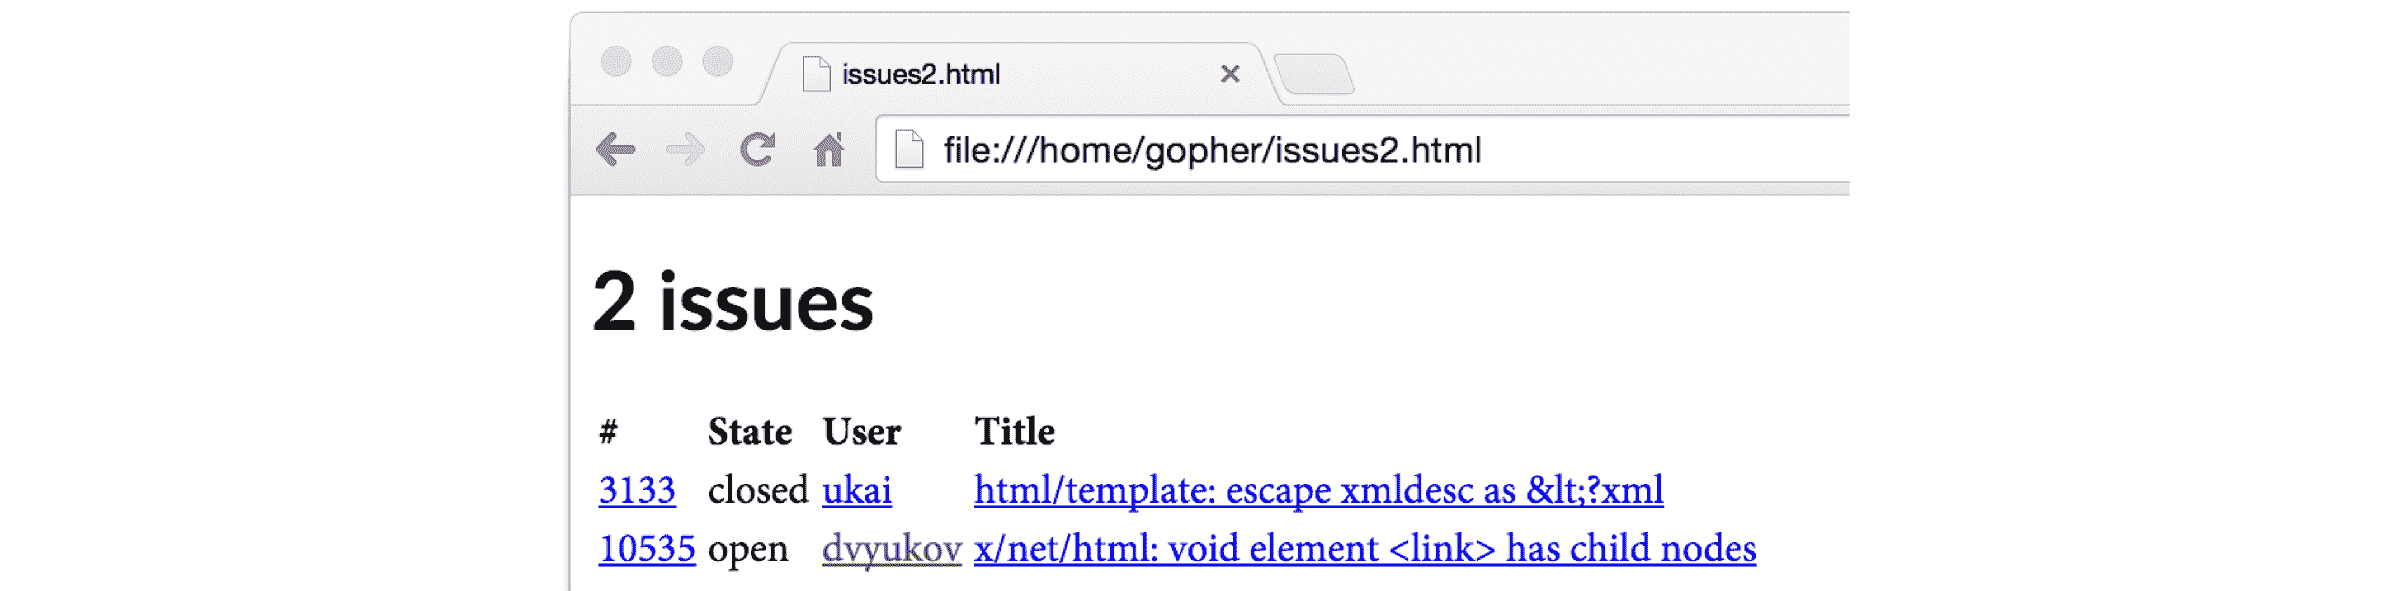 issues2.html
file:///home/gopher/issues2.html
2 issues
# State User Title
3133 closed ukai html/template: escape xmldesc as &lt;?xml
10535 open dvyukov x/net/html: void element <link> has child nodes